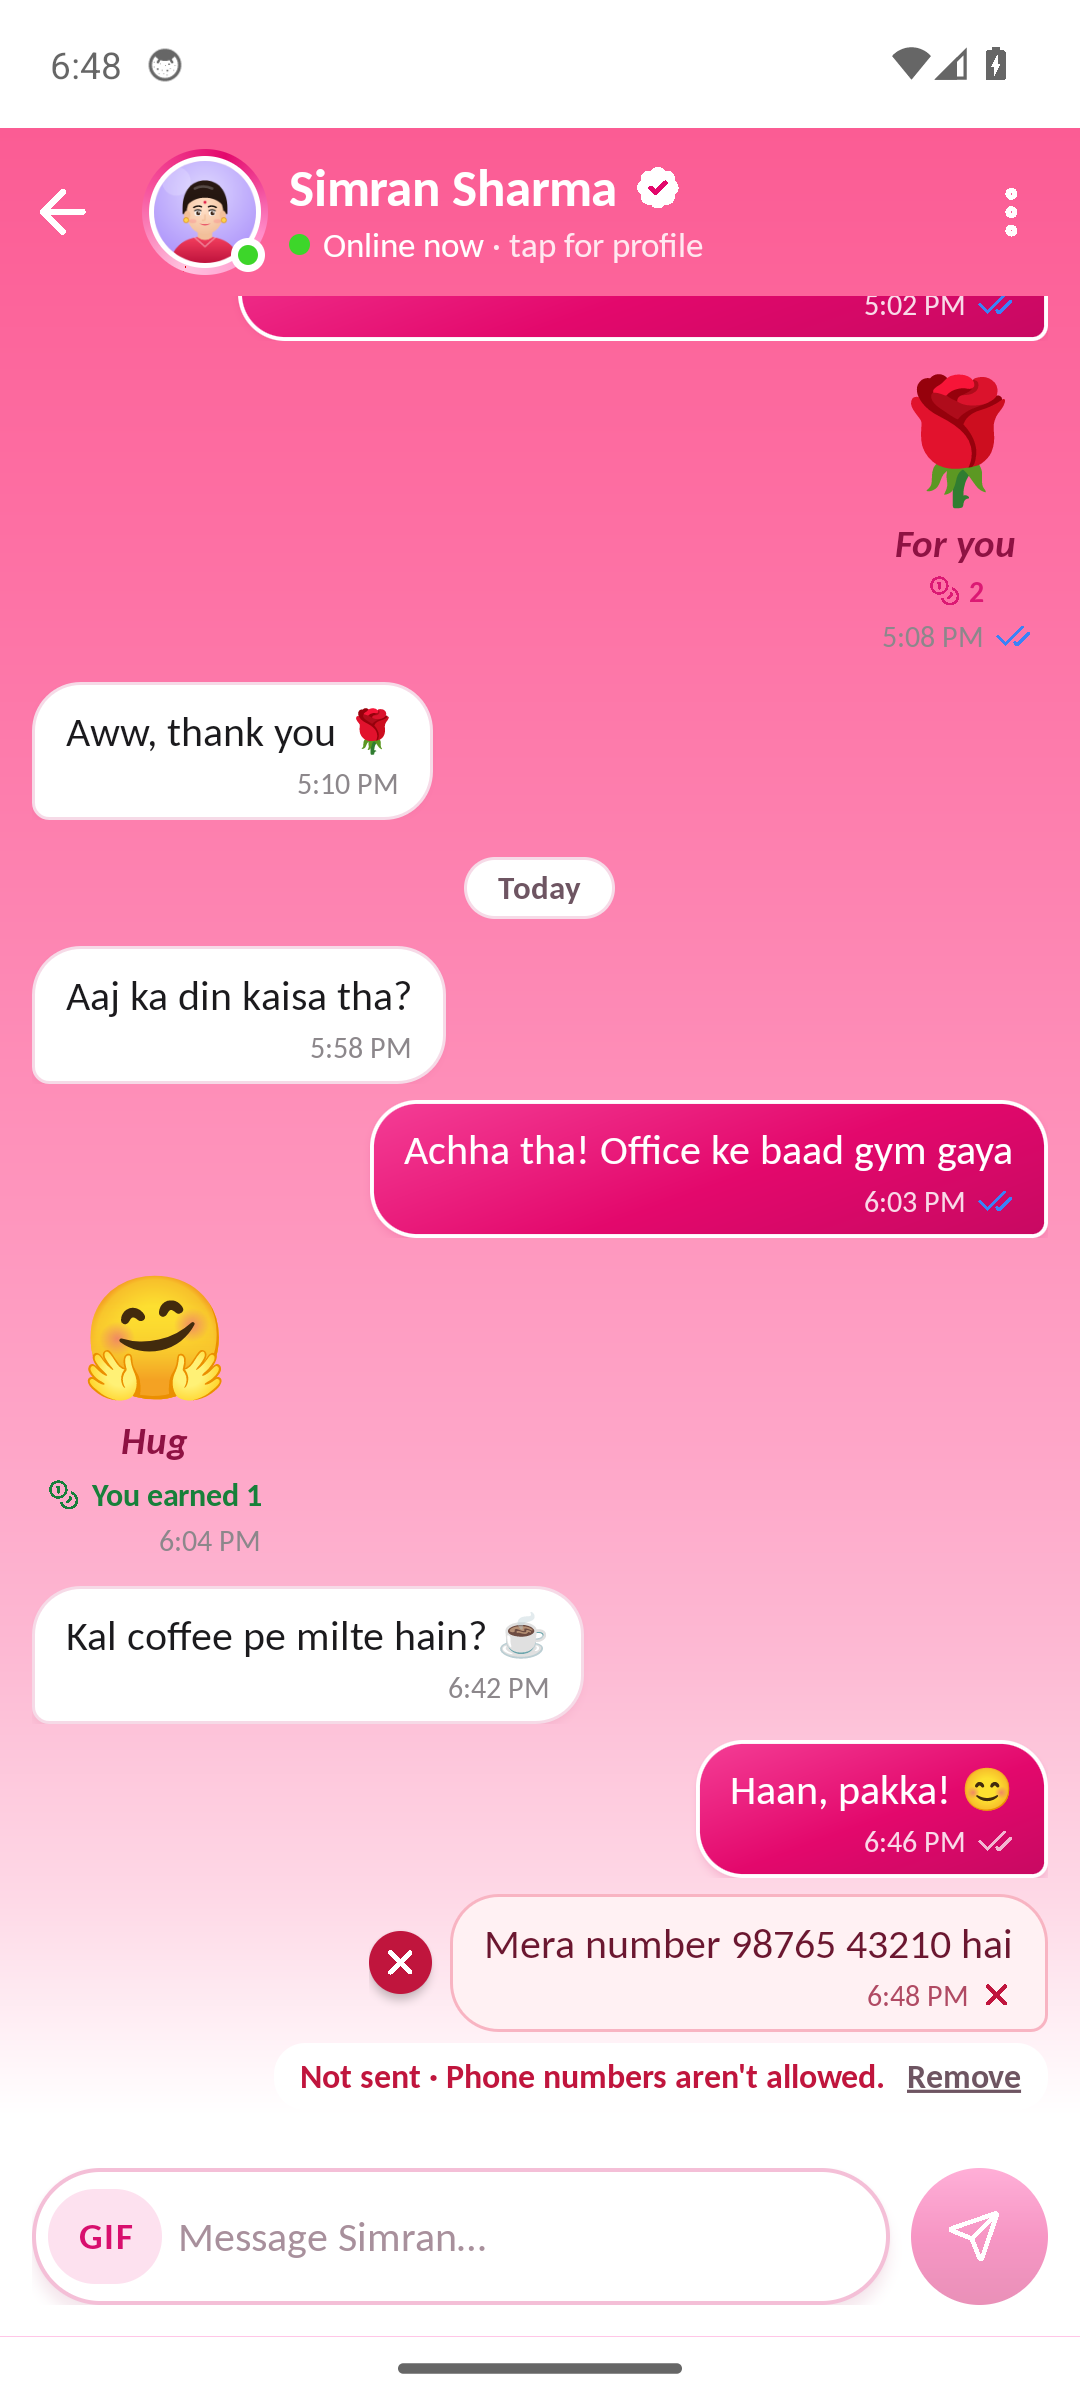 6:48
Simran Sharma
Online now · tap for profile
5:02 PM
For you
2
5:08 PM
Aww, thank you 🌹
5:10 PM
Today
Aaj ka din kaisa tha?
5:58 PM
Achha tha! Office ke baad gym gaya
6:03 PM
Hug
You earned 1
6:04 PM
Kal coffee pe milte hain? ☕
6:42 PM
Haan, pakka! 😊
6:46 PM
Mera number 98765 43210 hai
6:48 PM
Not sent · Phone numbers aren't allowed. Remove
GIF Message Simran...